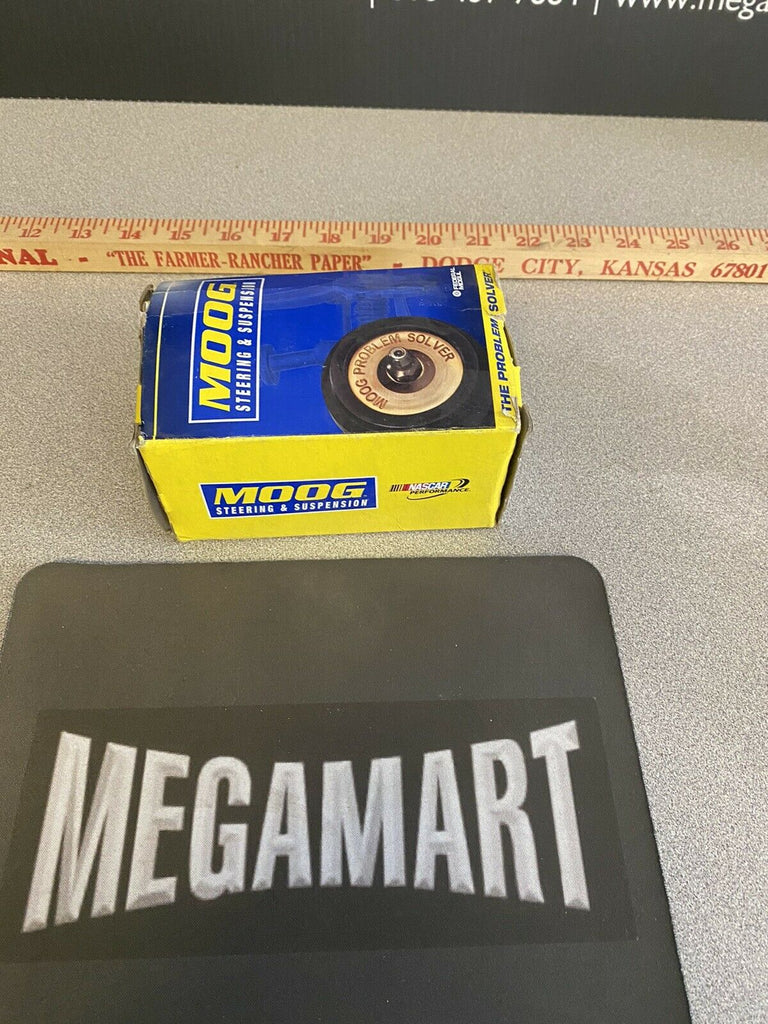 www.mega
12 13 14 15 16 17 18 19 20 21 22 23 24 25 26
NAL - "THE FARMER-RANCHER PAPER" - DODGE CITY, KANSAS 67801
MOOG
STEERING & SUSPENSION
MOOG PROBLEM SOLVER
FEDERAL
MOGUL
THE PROBLEM SOLVER
MOOG
STEERING & SUSPENSION
NASCAR
PERFORMANCE
MEGAMART